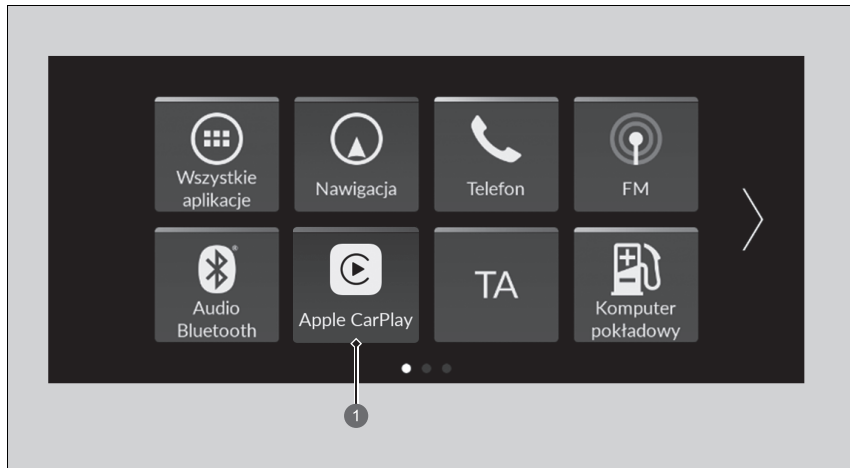 Wszystkie
aplikacje
Nawigacja
Telefon
FM
Audio
Bluetooth
Apple CarPlay
TA
Komputer
pokładowy
1